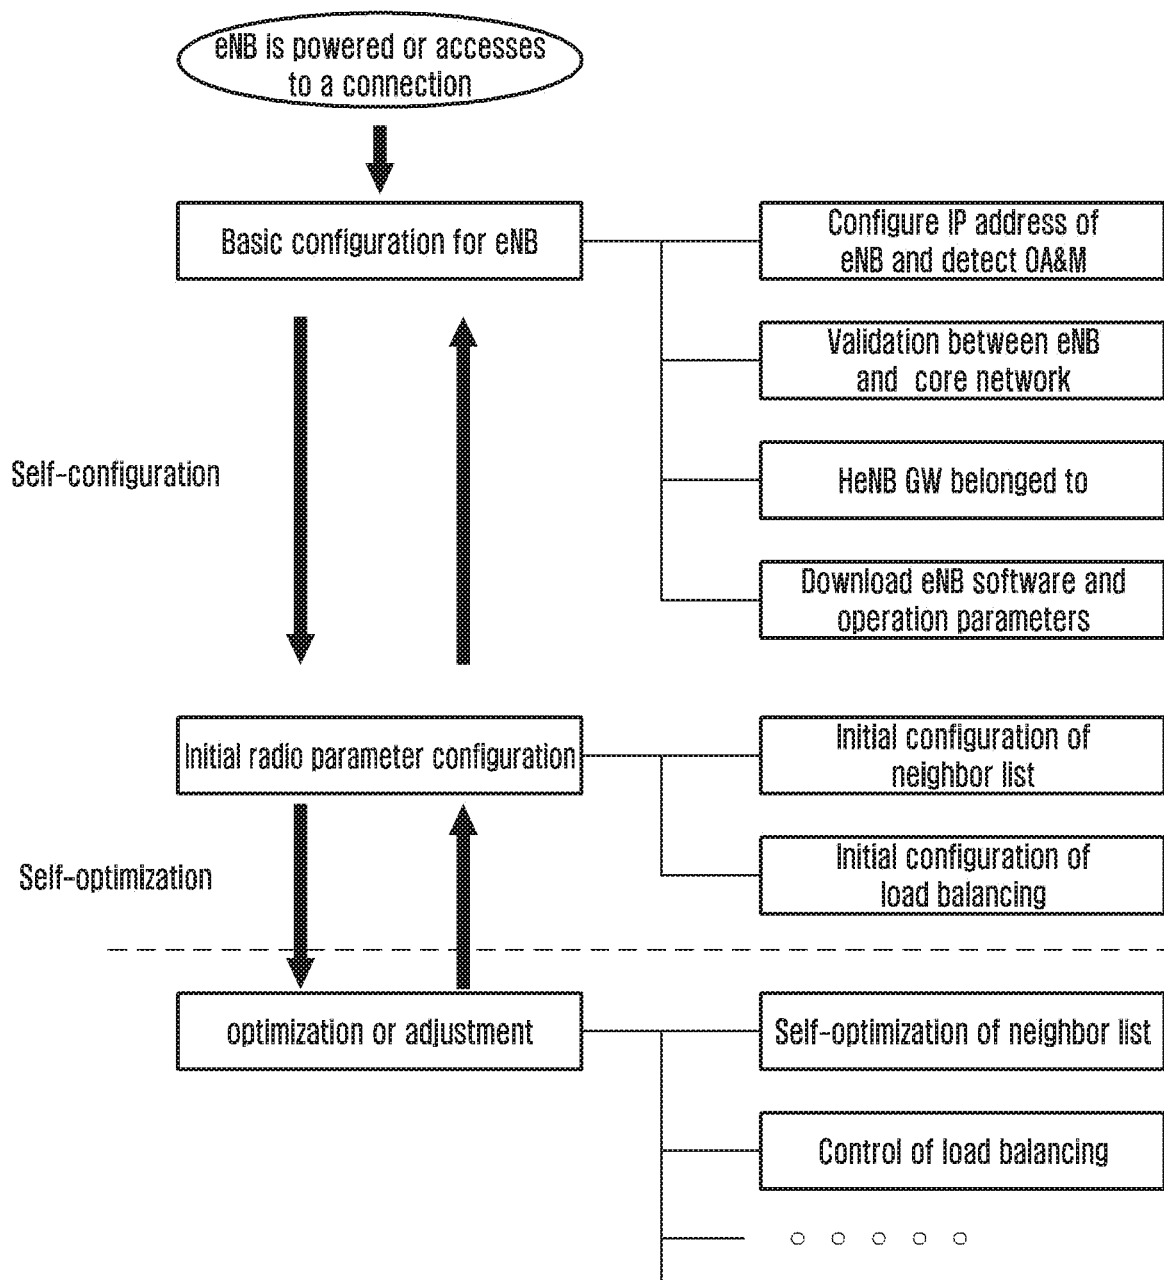 eNB is powered or accesses
to a connection
Basic configuration for eNB
Configure IP address of
eNB and detect OA&M
Validation between eNB
and core network
Self-configuration
HeNB GW belonged to
Download eNB software and
operation parameters
Initial radio parameter configuration
Initial configuration of
neighbor list
Self-optimization
Initial configuration of
load balancing
optimization or adjustment
Self-optimization of neighbor list
Control of load balancing